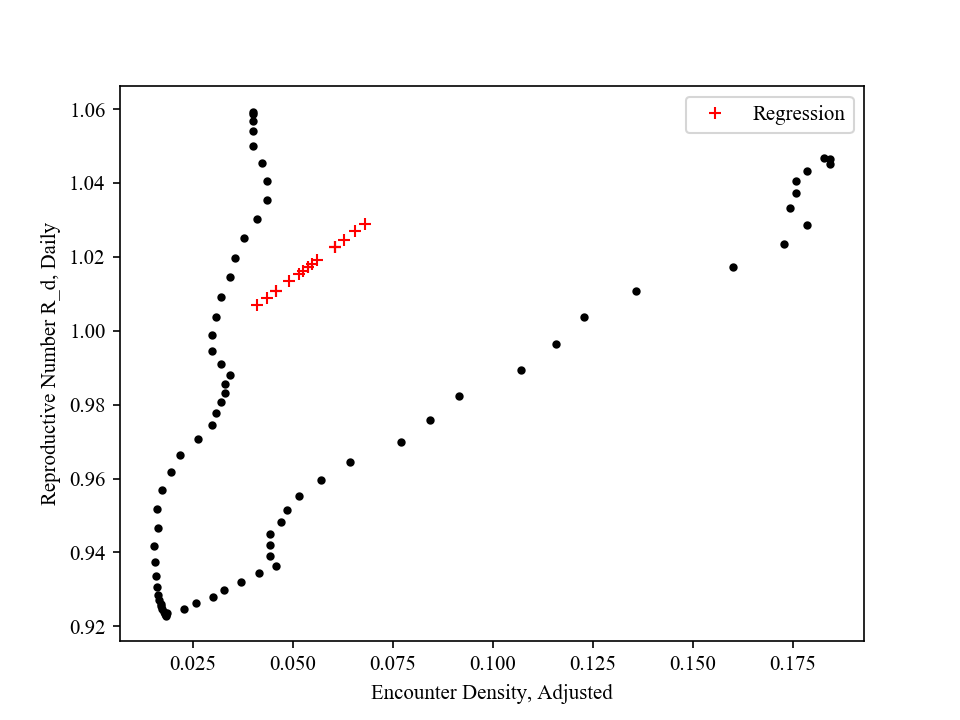 Regression
1.06
1.04
1.02
1.00
0.98
0.96
0.94
0.92
Reproductive Number R_d, Daily
0.025 0.050 0.075 0.100 0.125 0.150 0.175
Encounter Density, Adjusted